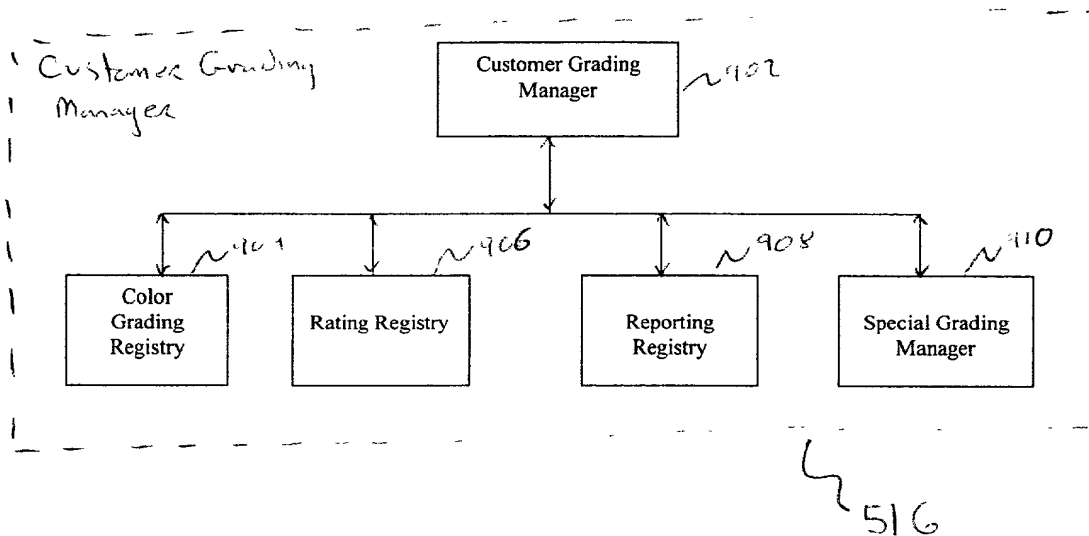 Customer Grading
Manager
Customer Grading
Manager
902
904
906
908
910
Color
Grading
Registry
Rating Registry
Reporting
Registry
Special Grading
Manager
516